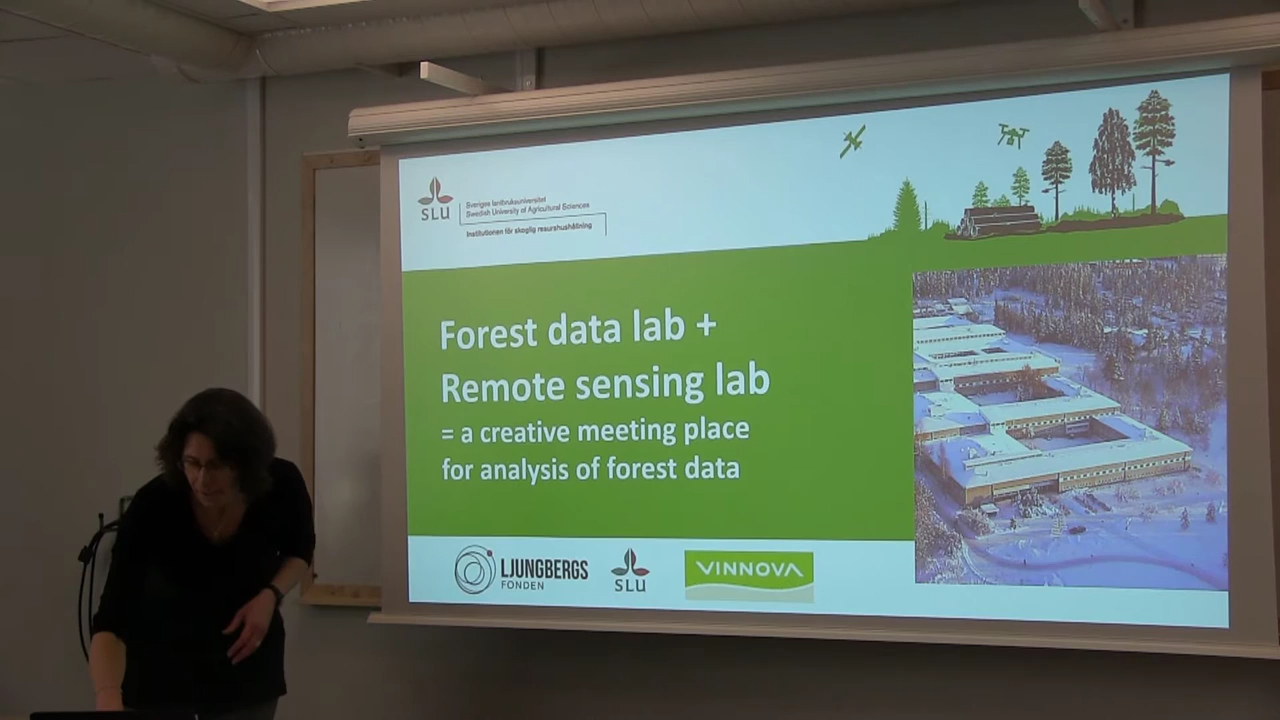 SLU
Sveriges lantbruksuniversitet
Swedish University of Agricultural Sciences
Institutionen för skoglig resurshushållning
Forest data lab +
Remote sensing lab
= a creative meeting place
for analysis of forest data
LJUNGBERGS
FONDEN
SLU
VINNOVA